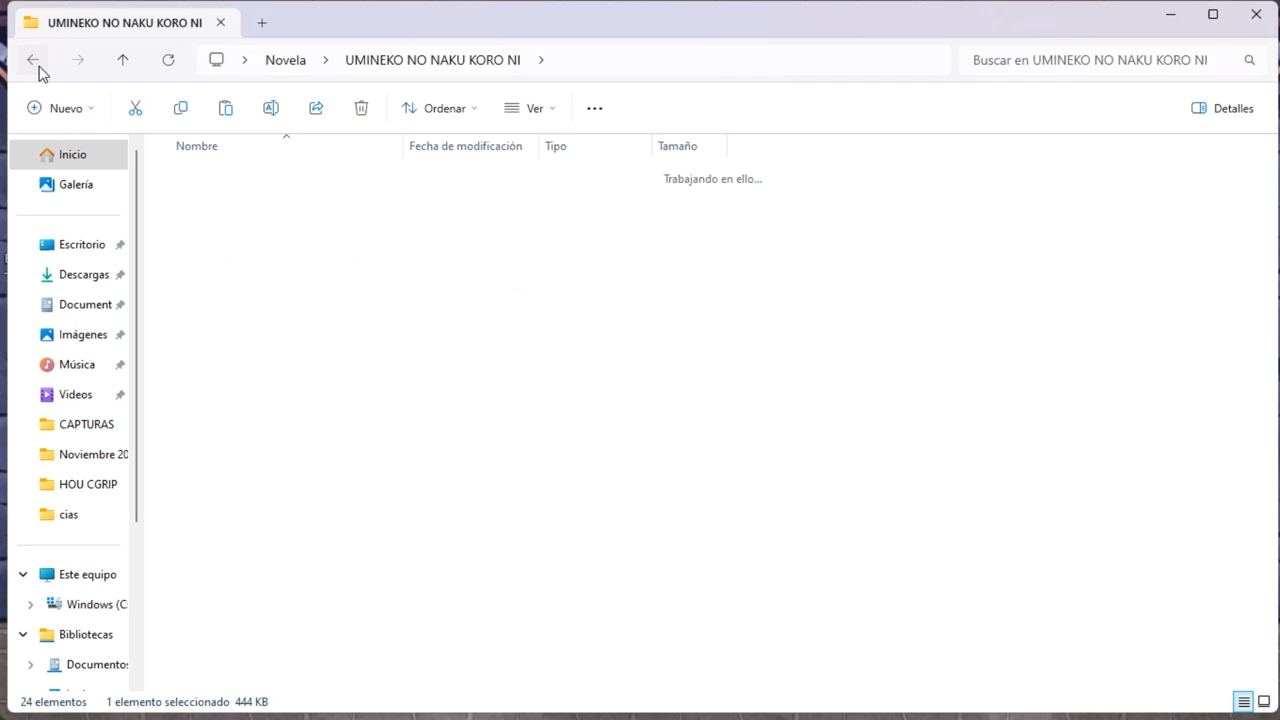 UMINEKO NO NAKU KORO NI
Novela
UMINEKO NO NAKU KORO NI
Buscar en UMINEKO NO NAKU KORO NI
Nuevo
Ordenar
Ver
Detalles
Inicio
Galería
Escritorio
Descargas
Document
Imágenes
Música
Videos
CAPTURAS
Noviembre 20
HOU CGRIP
cias
Este equipo
Windows (C
Bibliotecas
Documentos
Nombre
Fecha de modificación
Tipo
Tamaño
Trabajando en ello...
24 elementos
1 elemento seleccionado 444 KB